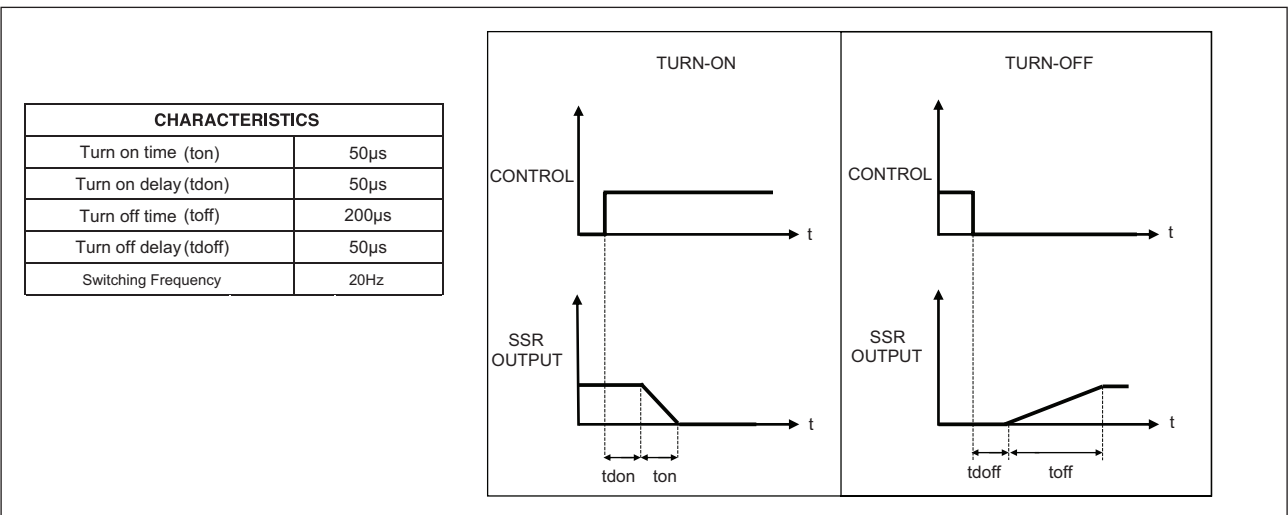 CHARACTERISTICS
Turn on time (ton) 50µs
Turn on delay (tdon) 50µs
Turn off time (toff) 200µs
Turn off delay (tdoff) 50µs
Switching Frequency 20Hz
TURN-ON
CONTROL
t
SSR
OUTPUT
t
tdon ton
TURN-OFF
CONTROL
t
SSR
OUTPUT
t
tdoff toff